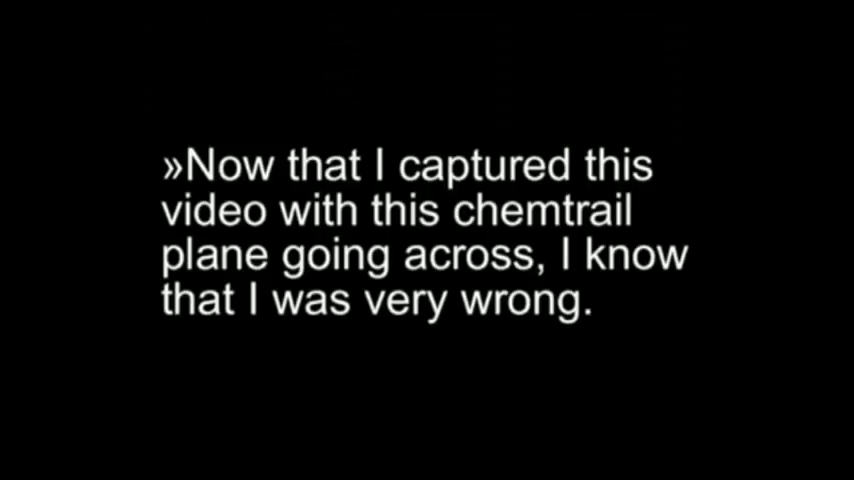 »Now that I captured this
video with this chemtrail
plane going across, I know
that I was very wrong.